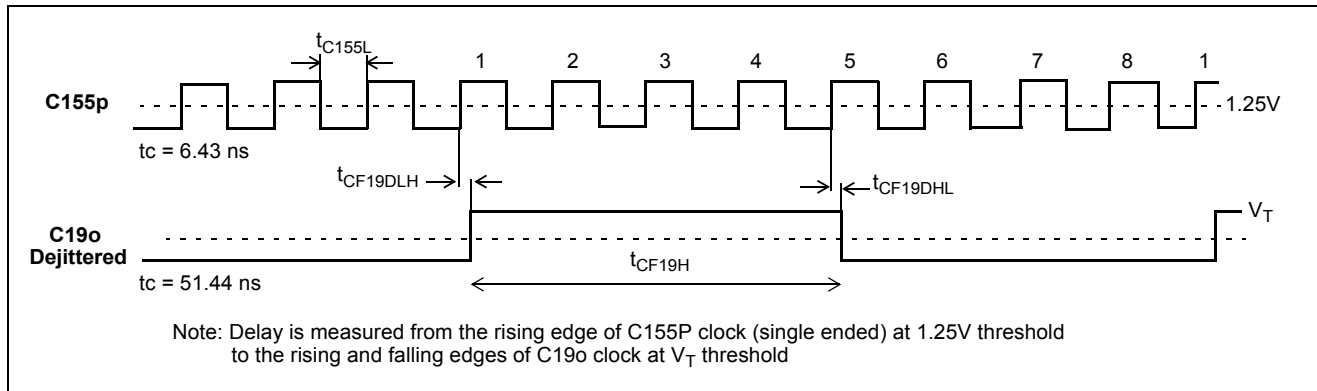 tC155L
1 2 3 4 5 6 7 8 1
C155p
1.25V
tc = 6.43 ns
tCF19DLH
tCF19DHL
VT
C19o
Dejittered
tCF19H
tc = 51.44 ns
Note: Delay is measured from the rising edge of C155P clock (single ended) at 1.25V threshold
to the rising and falling edges of C19o clock at VT threshold